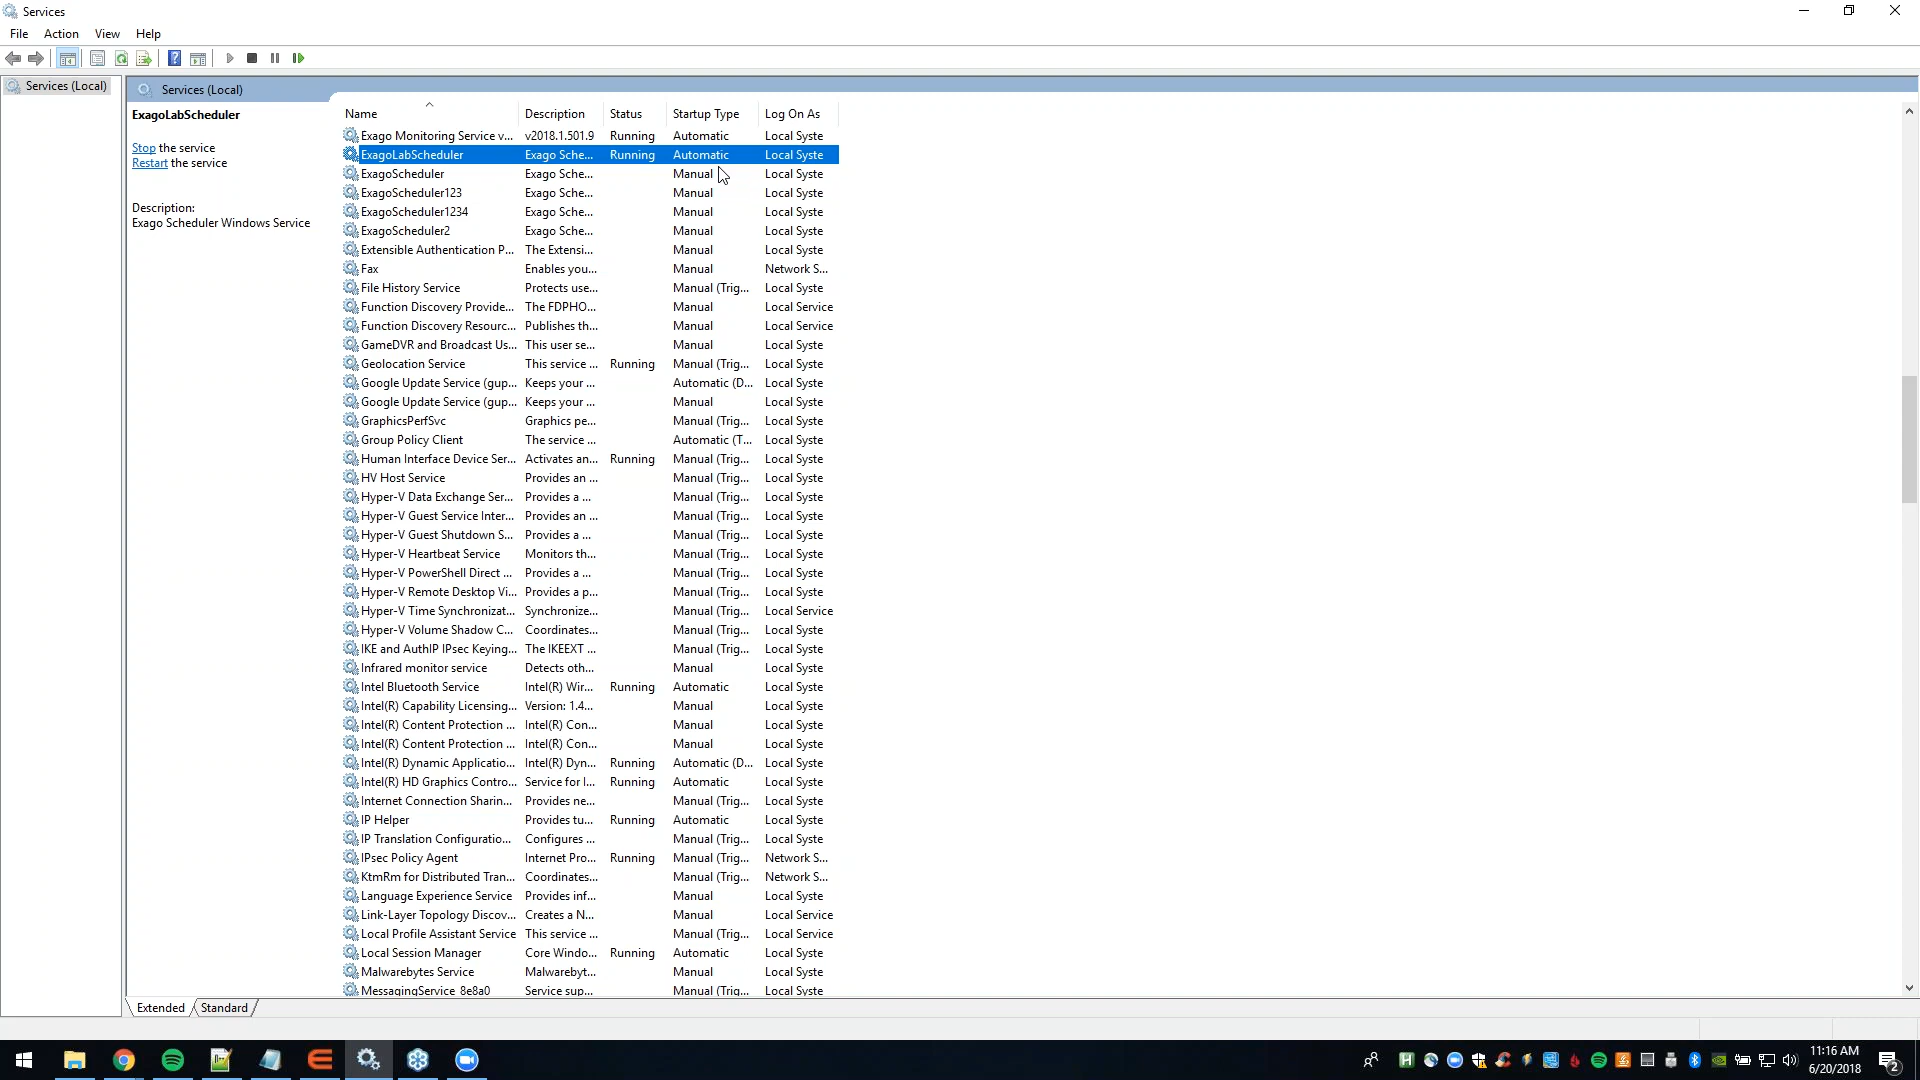 Services
File Action View Help
Services (Local)
Services (Local)
ExagoLabScheduler
Stop the service
Restart the service
Description:
Exago Scheduler Windows Service
Name Description Status Startup Type Log On As
Exago Monitoring Service v... v2018.1.501.9 Running Automatic Local Syste
ExagoLabScheduler Exago Sche... Running Automatic Local Syste
ExagoScheduler Exago Sche... Manual Local Syste
ExagoScheduler123 Exago Sche... Manual Local Syste
ExagoScheduler1234 Exago Sche... Manual Local Syste
ExagoScheduler2 Exago Sche... Manual Local Syste
Extensible Authentication P... The Extensi... Manual Local Syste
Fax Enables you... Manual Network S...
File History Service Protects use... Manual (Trig... Local Syste
Function Discovery Provide... The FDPHO... Manual Local Service
Function Discovery Resourc... Publishes th... Manual Local Service
GameDVR and Broadcast Us... This user se... Manual Local Syste
Geolocation Service This service ... Running Manual (Trig... Local Syste
Google Update Service (gup... Keeps your ... Automatic (D... Local Syste
Google Update Service (gup... Keeps your ... Manual Local Syste
GraphicsPerfSvc Graphics pe... Manual (Trig... Local Syste
Group Policy Client The service ... Automatic (T... Local Syste
Human Interface Device Ser... Activates an... Running Manual (Trig... Local Syste
HV Host Service Provides an ... Manual (Trig... Local Syste
Hyper-V Data Exchange Ser... Provides a ... Manual (Trig... Local Syste
Hyper-V Guest Service Inter... Provides an ... Manual (Trig... Local Syste
Hyper-V Guest Shutdown S... Provides a ... Manual (Trig... Local Syste
Hyper-V Heartbeat Service Monitors th... Manual (Trig... Local Syste
Hyper-V PowerShell Direct ... Provides a ... Manual (Trig... Local Syste
Hyper-V Remote Desktop Vi... Provides a p... Manual (Trig... Local Syste
Hyper-V Time Synchronizat... Synchronize... Manual (Trig... Local Service
Hyper-V Volume Shadow C... Coordinates... Manual (Trig... Local Syste
IKE and AuthIP IPsec Keying... The IKEEXT ... Manual (Trig... Local Syste
Infrared monitor service Detects oth... Manual Local Syste
Intel Bluetooth Service Intel(R) Wir... Running Automatic Local Syste
Intel(R) Capability Licensing... Version: 1.4... Manual Local Syste
Intel(R) Content Protection ... Intel(R) Con... Manual Local Syste
Intel(R) Content Protection ... Intel(R) Con... Manual Local Syste
Intel(R) Dynamic Applicatio... Intel(R) Dyn... Running Automatic (D... Local Syste
Intel(R) HD Graphics Contro... Service for I... Running Automatic Local Syste
Internet Connection Sharin... Provides ne... Manual (Trig... Local Syste
IP Helper Provides tu... Running Automatic Local Syste
IP Translation Configuratio... Configures ... Manual (Trig... Local Syste
IPsec Policy Agent Internet Pro... Running Manual (Trig... Network S...
KtmRm for Distributed Tran... Coordinates... Manual (Trig... Network S...
Language Experience Service Provides inf... Manual Local Syste
Link-Layer Topology Discov... Creates a N... Manual Local Service
Local Profile Assistant Service This service ... Manual (Trig... Local Service
Local Session Manager Core Windo... Running Automatic Local Syste
Malwarebytes Service Malwarebyt... Manual Local Syste
MessagingService_8e8a0 Service sup... Manual (Trig... Local Syste
Extended Standard
11:16 AM
6/20/2018
2